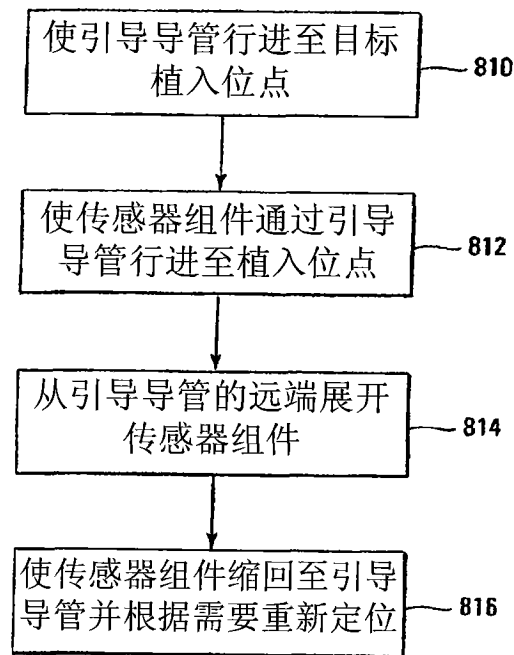 使引导导管行进至目标
植入位点
810
使传感器组件通过引导
导管行进至植入位点
812
从引导导管的远端展开
传感器组件
814
使传感器组件缩回至引导
导管并根据需要重新定位
816